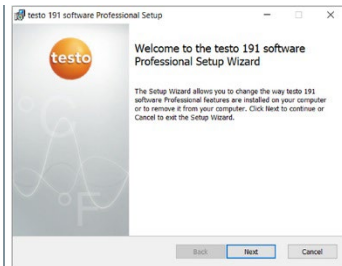 testo 191 software Professional Setup
testo
Welcome to the testo 191 software
Professional Setup Wizard
The Setup Wizard allows you to change the way testo 191
software Professional features are installed on your computer
or to remove it from your computer. Click Next to continue or
Cancel to exit the Setup Wizard.
°C
°F
Back Next Cancel